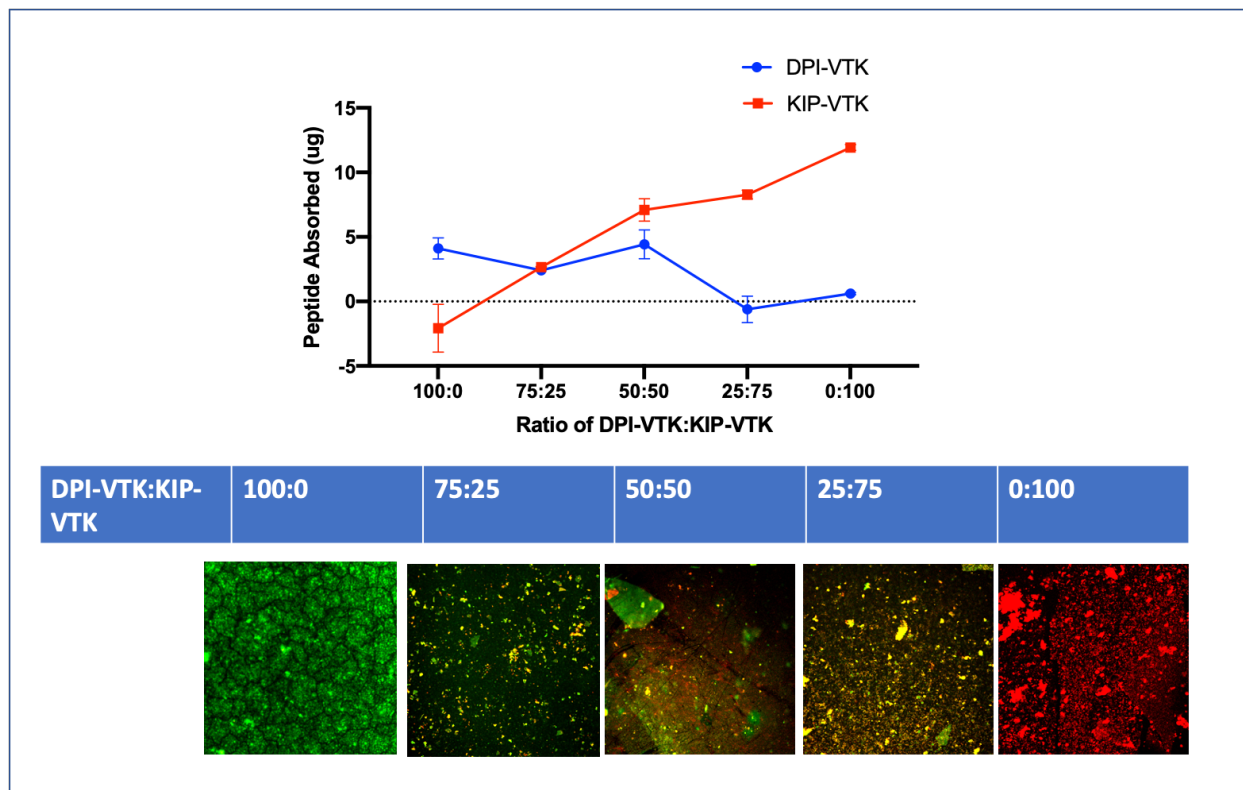 DPI-VTK
KIP-VTK
15
10
5
0
-5
Peptide Absorbed (ug)
100:0 75:25 50:50 25:75 0:100
Ratio of DPI-VTK:KIP-VTK
DPI-VTK:KIP-
VTK
100:0 75:25 50:50 25:75 0:100